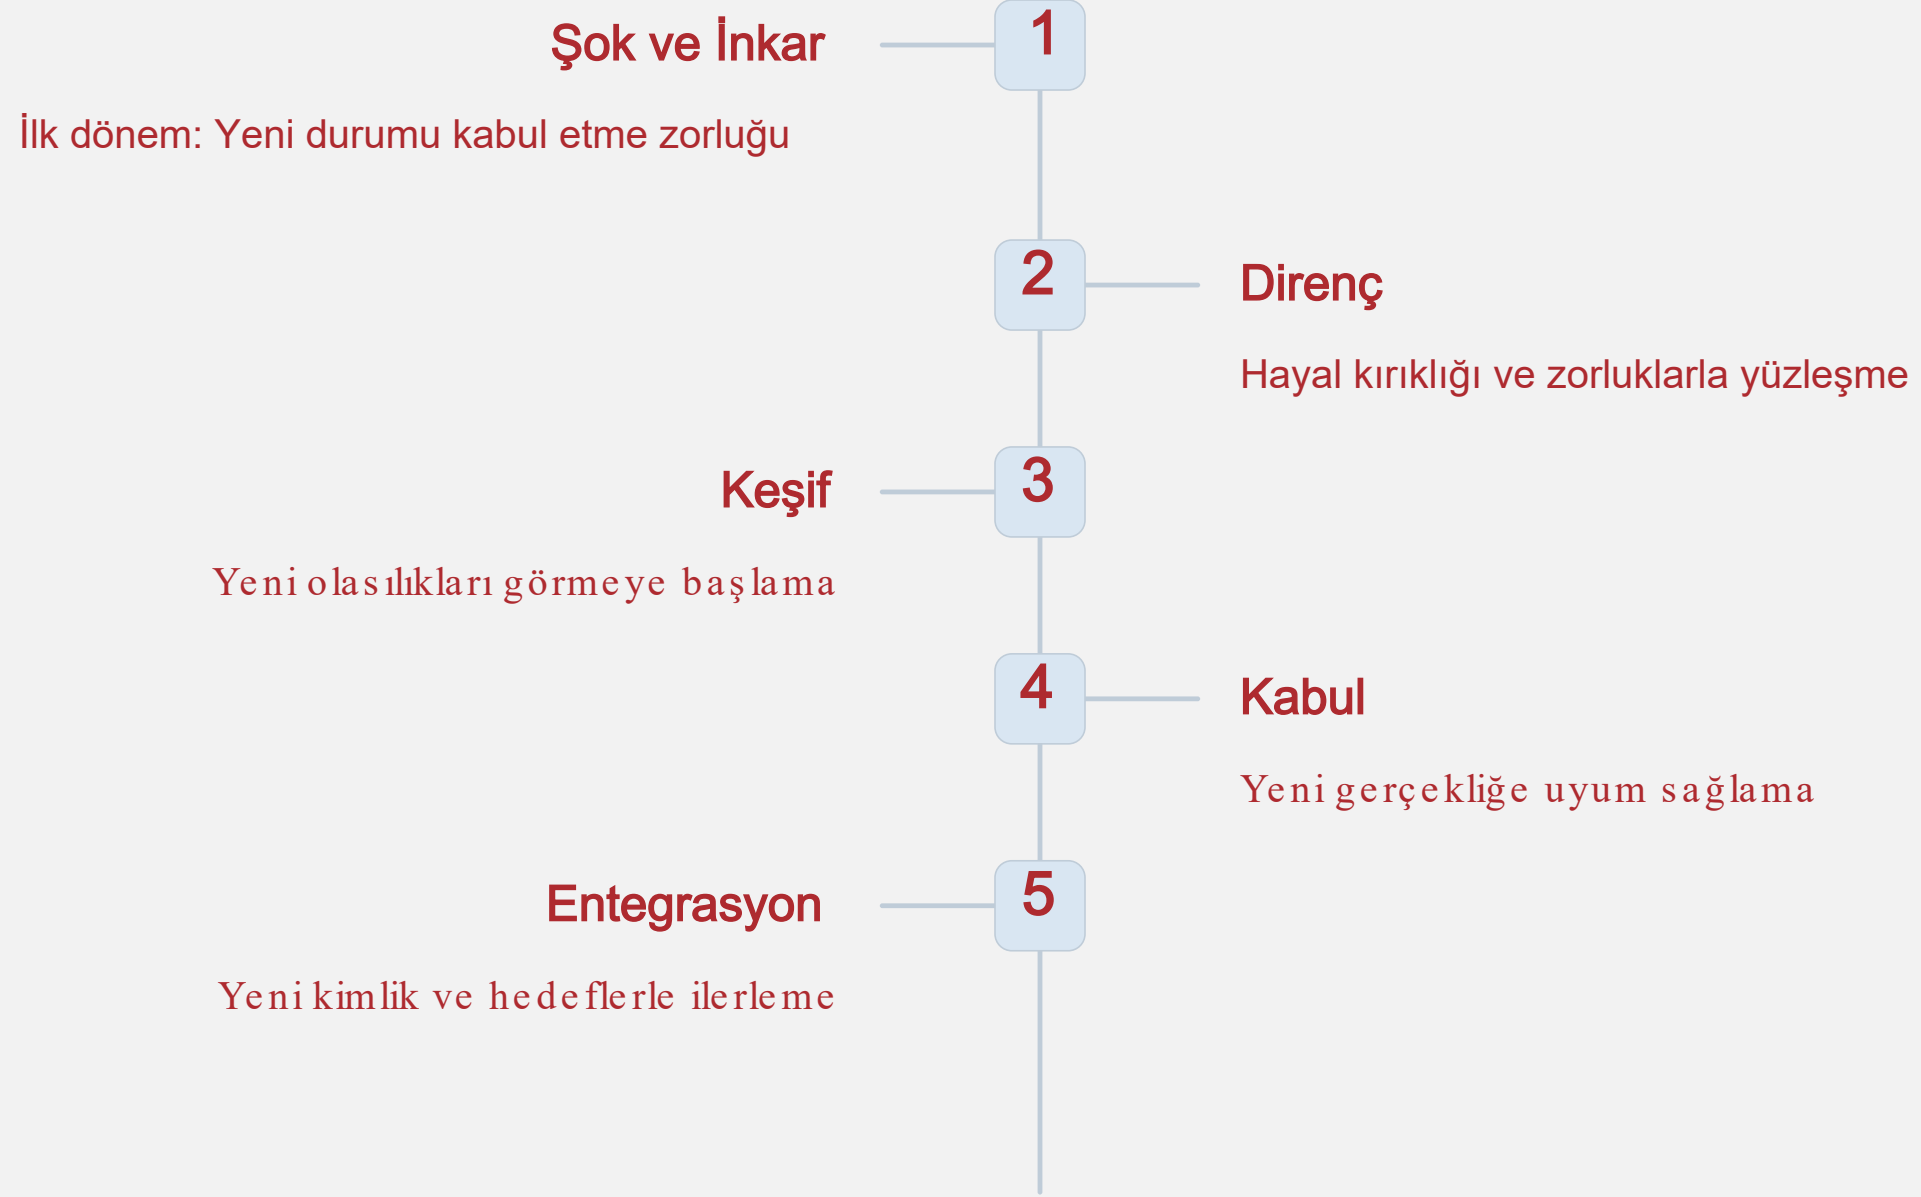 Şok ve İnkar
1
İlk dönem: Yeni durumu kabul etme zorluğu
2
Direnç
Hayal kırıklığı ve zorluklarla yüzleşme
Keşif
3
Yeni olasılıkları görmeye başlama
4
Kabul
Yeni gerçekliğe uyum sağlama
Entegrasyon
5
Yeni kimlik ve hedeflerle ilerleme